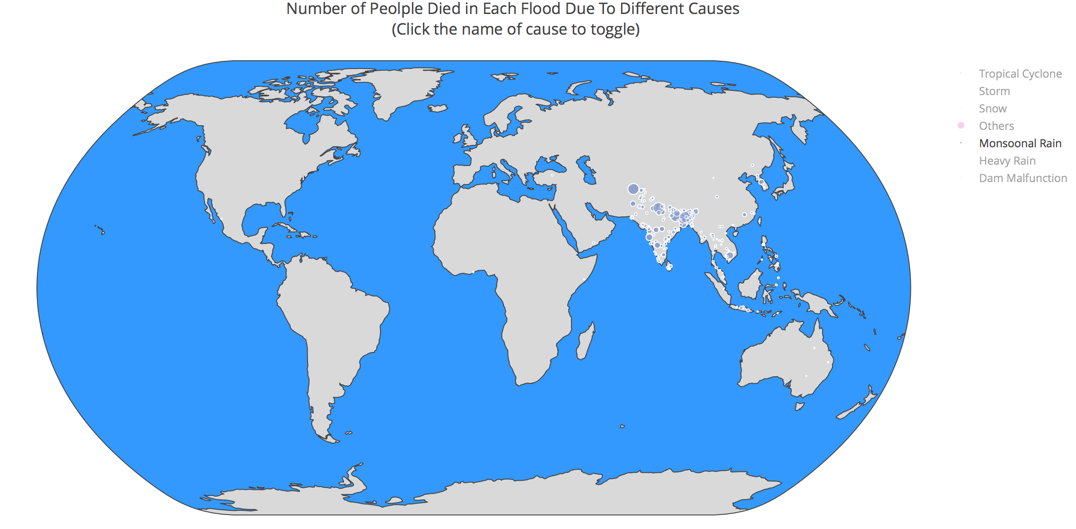 Number of Peolple Died in Each Flood Due To Different Causes
(Click the name of cause to toggle)
Tropical Cyclone
Storm
Snow
Others
Monsoonal Rain
Heavy Rain
Dam Malfunction